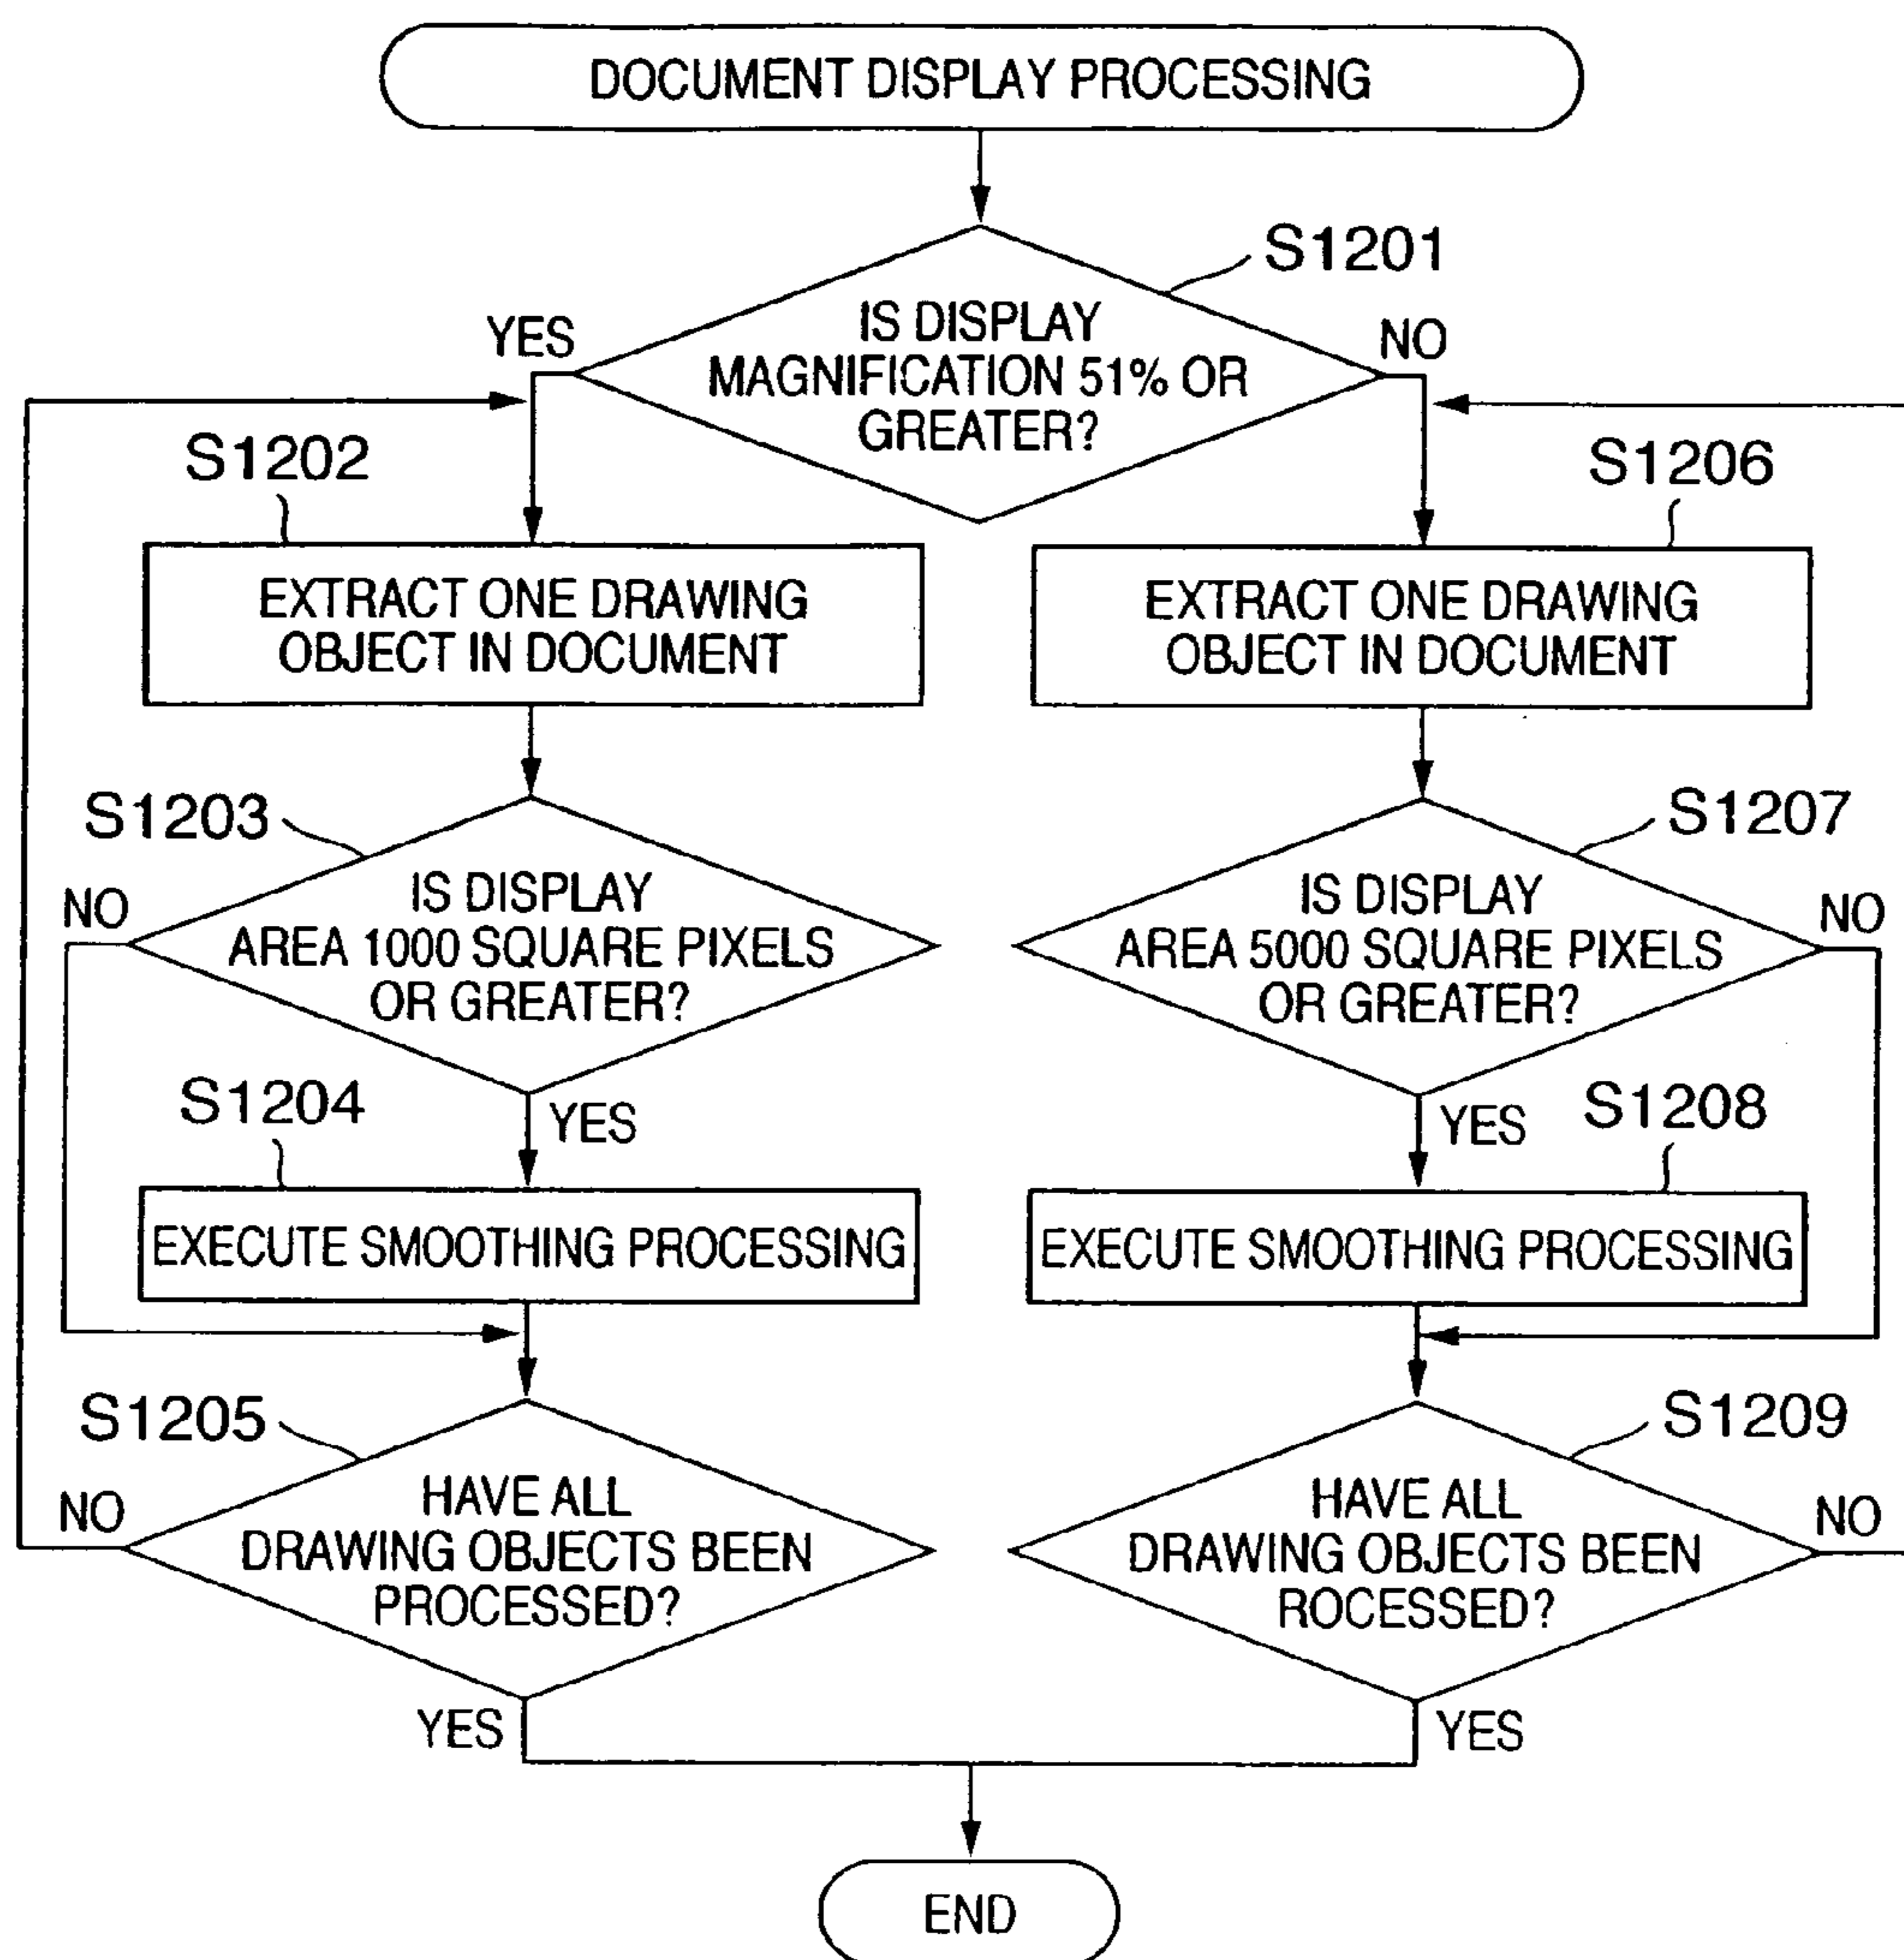 DOCUMENT DISPLAY PROCESSING
S1201
IS DISPLAY
MAGNIFICATION 51% OR
GREATER?
YES
NO
S1202
EXTRACT ONE DRAWING
OBJECT IN DOCUMENT
S1206
EXTRACT ONE DRAWING
OBJECT IN DOCUMENT
S1203
IS DISPLAY
AREA 1000 SQUARE PIXELS
OR GREATER?
NO
YES
S1207
IS DISPLAY
AREA 5000 SQUARE PIXELS
OR GREATER?
NO
YES
S1204
EXECUTE SMOOTHING PROCESSING
S1208
EXECUTE SMOOTHING PROCESSING
S1205
HAVE ALL
DRAWING OBJECTS BEEN
PROCESSED?
NO
YES
S1209
HAVE ALL
DRAWING OBJECTS BEEN
ROCESSED?
NO
YES
END